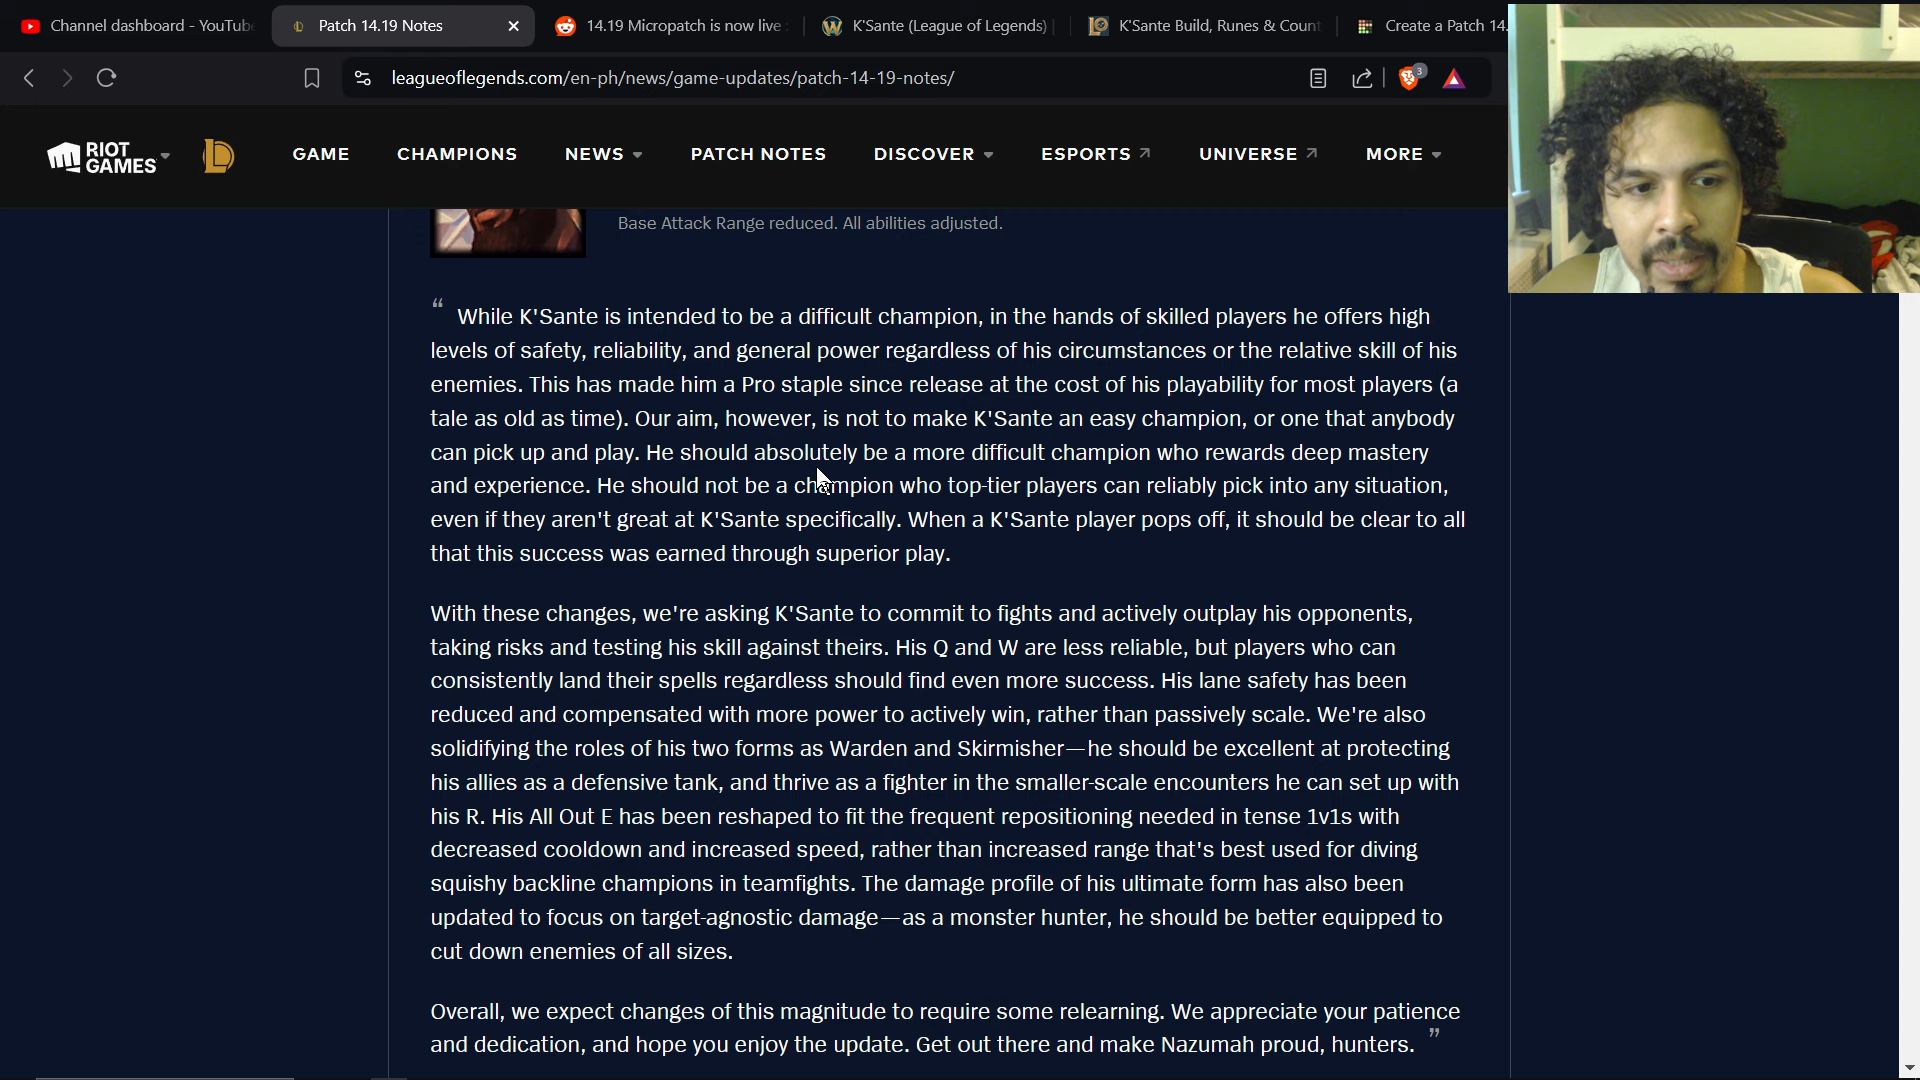 Channel dashboard - YouTube
Patch 14.19 Notes
14.19 Micropatch is now live :
K'Sante (League of Legends)
K'Sante Build, Runes & Count
Create a Patch 14.
leagueoflegends.com/en-ph/news/game-updates/patch-14-19-notes/
3
RIOT GAMES
GAME
CHAMPIONS
NEWS
PATCH NOTES
DISCOVER
ESPORTS
UNIVERSE
MORE
Base Attack Range reduced. All abilities adjusted.
“ While K'Sante is intended to be a difficult champion, in the hands of skilled players he offers high
levels of safety, reliability, and general power regardless of his circumstances or the relative skill of his
enemies. This has made him a Pro staple since release at the cost of his playability for most players (a
tale as old as time). Our aim, however, is not to make K'Sante an easy champion, or one that anybody
can pick up and play. He should absolutely be a more difficult champion who rewards deep mastery
and experience. He should not be a champion who top-tier players can reliably pick into any situation,
even if they aren't great at K'Sante specifically. When a K'Sante player pops off, it should be clear to all
that this success was earned through superior play.
With these changes, we're asking K'Sante to commit to fights and actively outplay his opponents,
taking risks and testing his skill against theirs. His Q and W are less reliable, but players who can
consistently land their spells regardless should find even more success. His lane safety has been
reduced and compensated with more power to actively win, rather than passively scale. We're also
solidifying the roles of his two forms as Warden and Skirmisher—he should be excellent at protecting
his allies as a defensive tank, and thrive as a fighter in the smaller-scale encounters he can set up with
his R. His All Out E has been reshaped to fit the frequent repositioning needed in tense 1v1s with
decreased cooldown and increased speed, rather than increased range that's best used for diving
squishy backline champions in teamfights. The damage profile of his ultimate form has also been
updated to focus on target-agnostic damage—as a monster hunter, he should be better equipped to
cut down enemies of all sizes.
Overall, we expect changes of this magnitude to require some relearning. We appreciate your patience
and dedication, and hope you enjoy the update. Get out there and make Nazumah proud, hunters. ”